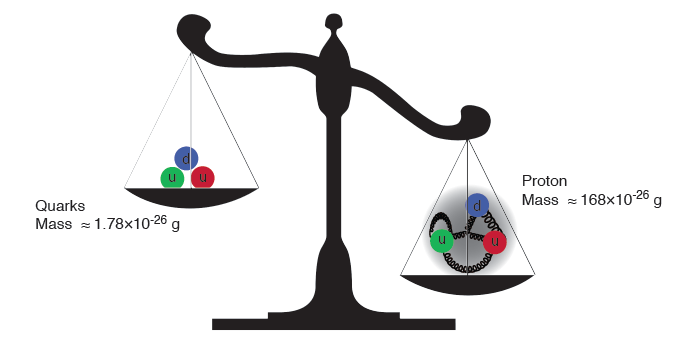 d
u u
Quarks
Mass ≈ 1.78×10⁻²⁶ g
Proton
Mass ≈ 168×10⁻²⁶ g
d
u u